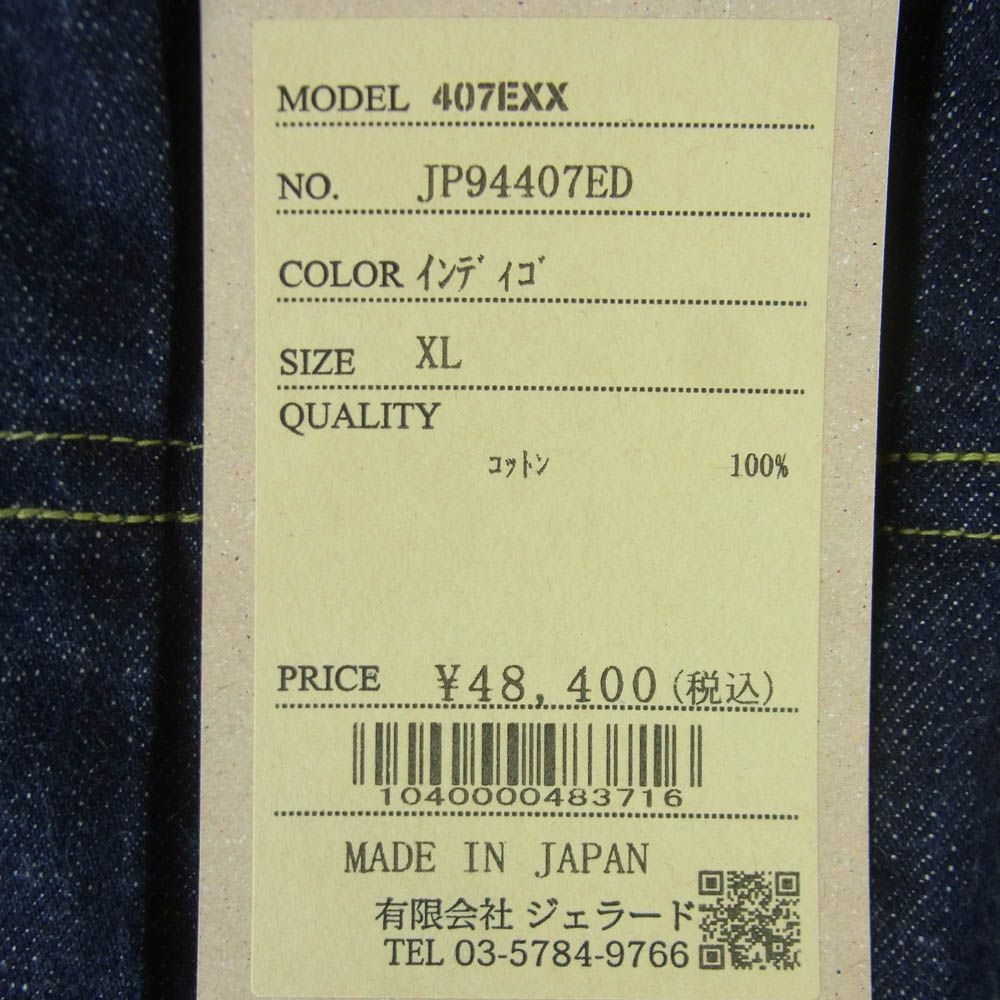 MODEL 407EXX
NO. JP94407ED
COLOR インディゴ
SIZE XL
QUALITY
コットン 100%
PRICE ¥48,400(税込)
1040000483716
MADE IN JAPAN
有限会社 ジェラード
TEL 03-5784-9766